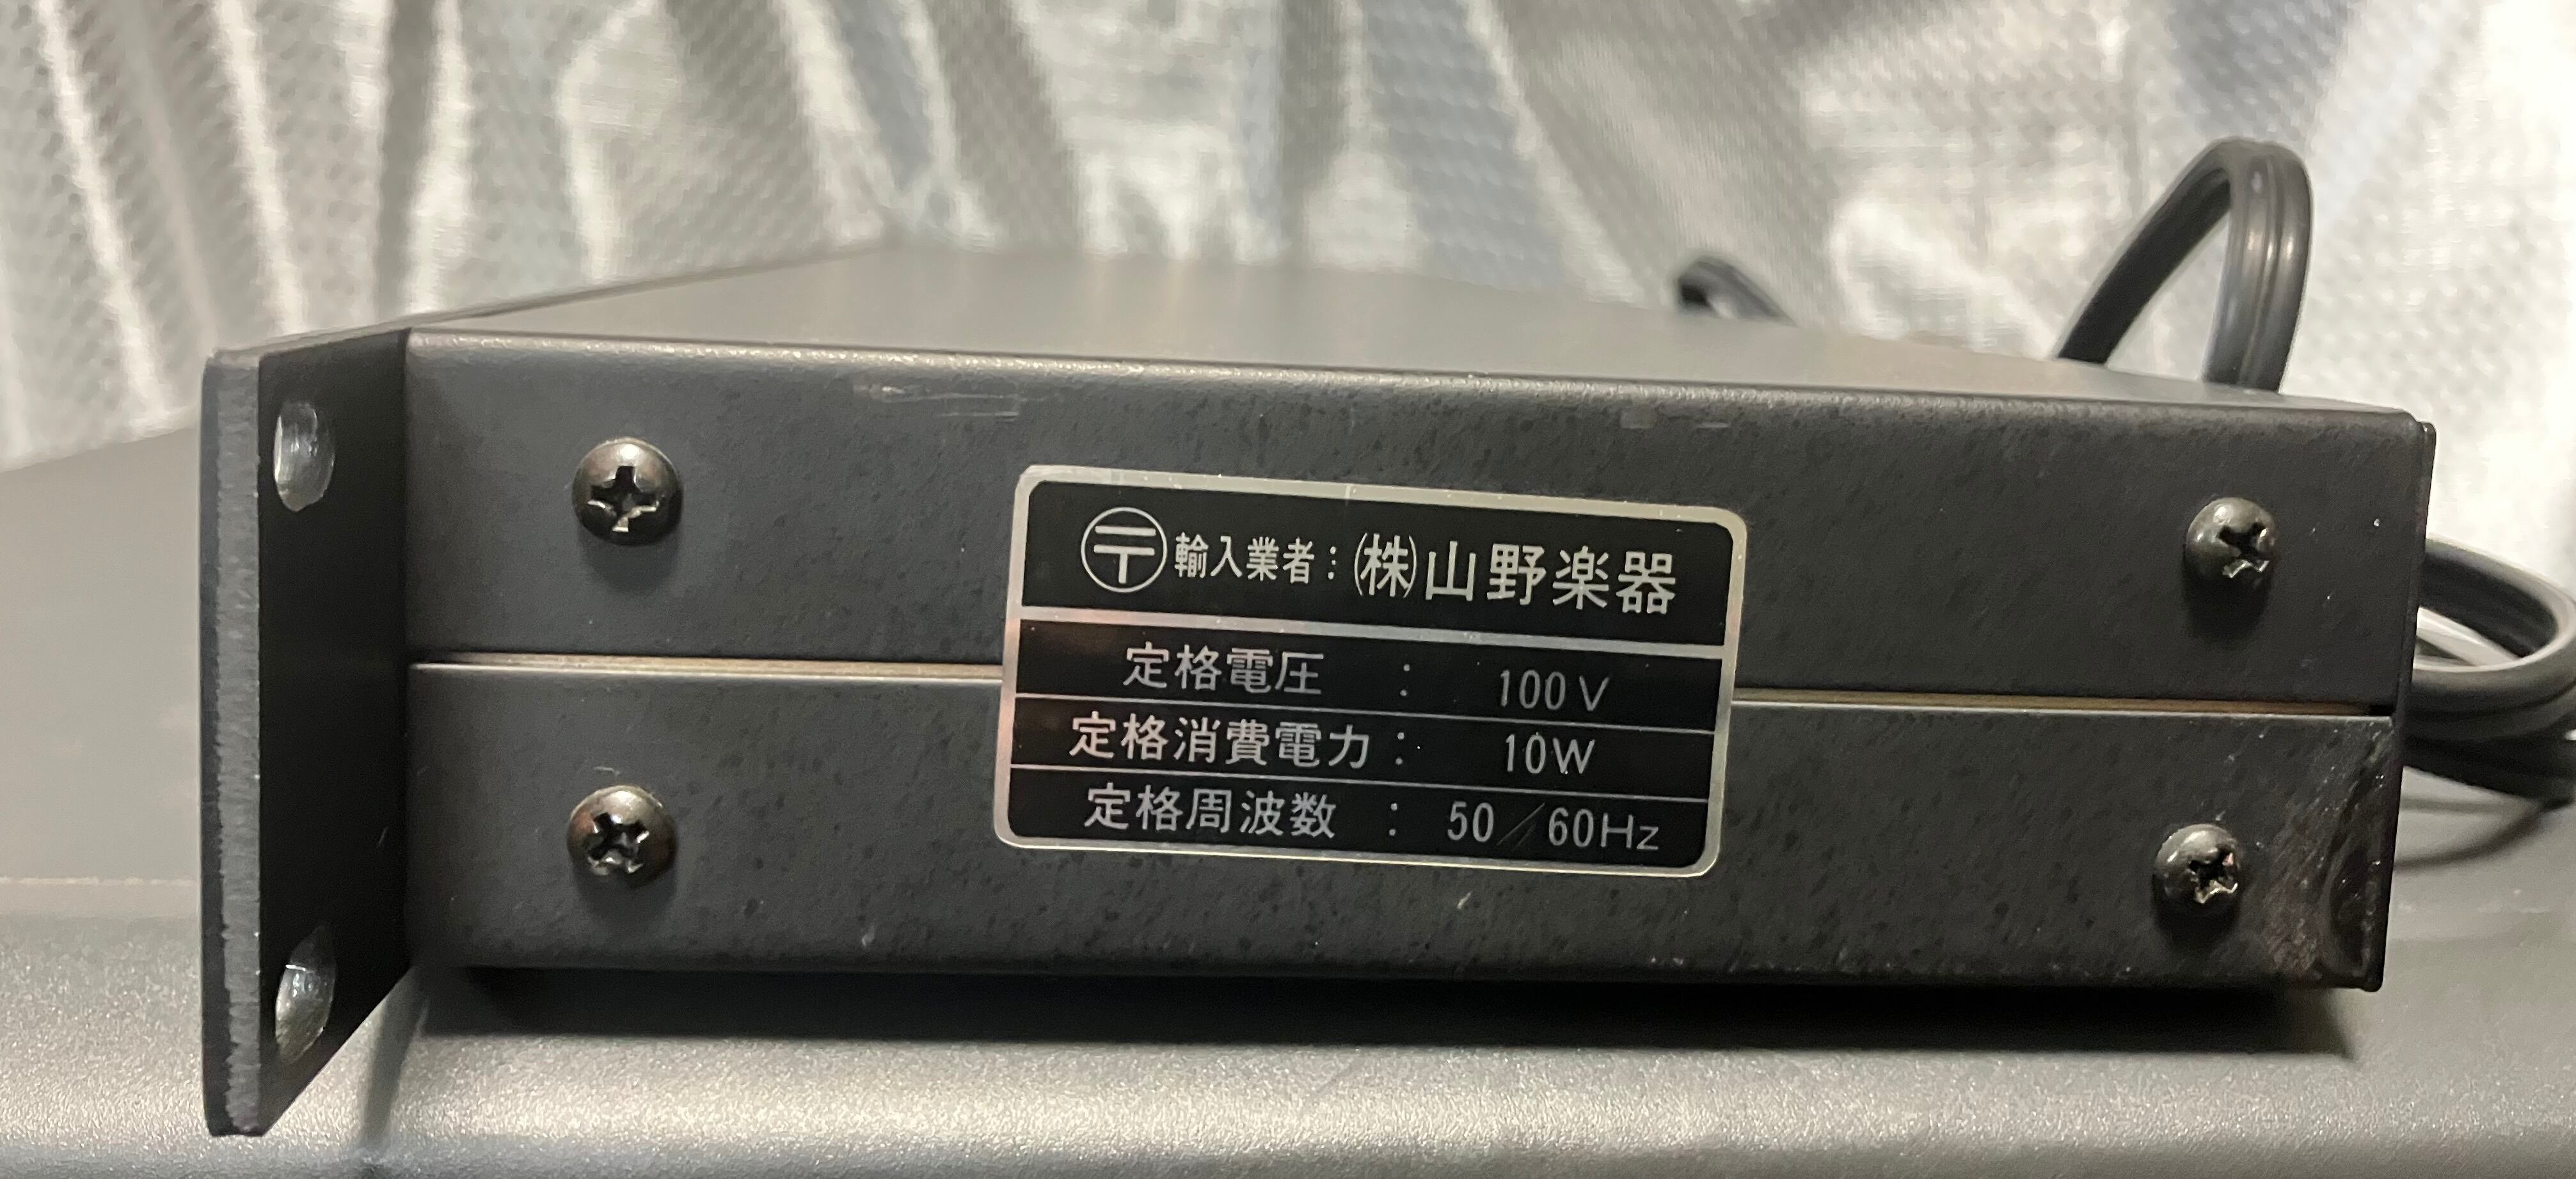 〒輸入業者:(株)山野楽器
定格電圧 : 100V
定格消費電力 : 10W
定格周波数 : 50/60Hz